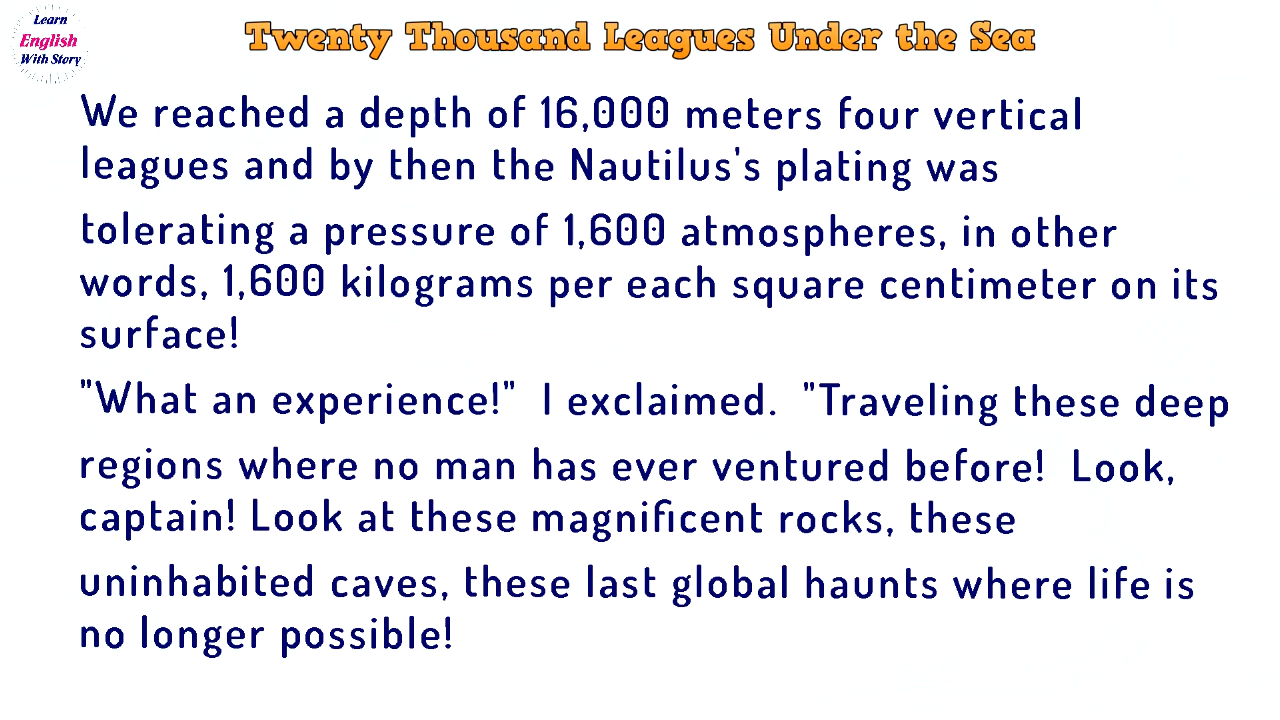 Learn
English
With Story
Twenty Thousand Leagues Under the Sea
We reached a depth of 16,000 meters four vertical
leagues and by then the Nautilus's plating was
tolerating a pressure of 1,600 atmospheres, in other
words, 1,600 kilograms per each square centimeter on its
surface!
"What an experience!"  I exclaimed.  "Traveling these deep
regions where no man has ever ventured before!  Look,
captain! Look at these magnificent rocks, these
uninhabited caves, these last global haunts where life is
no longer possible!